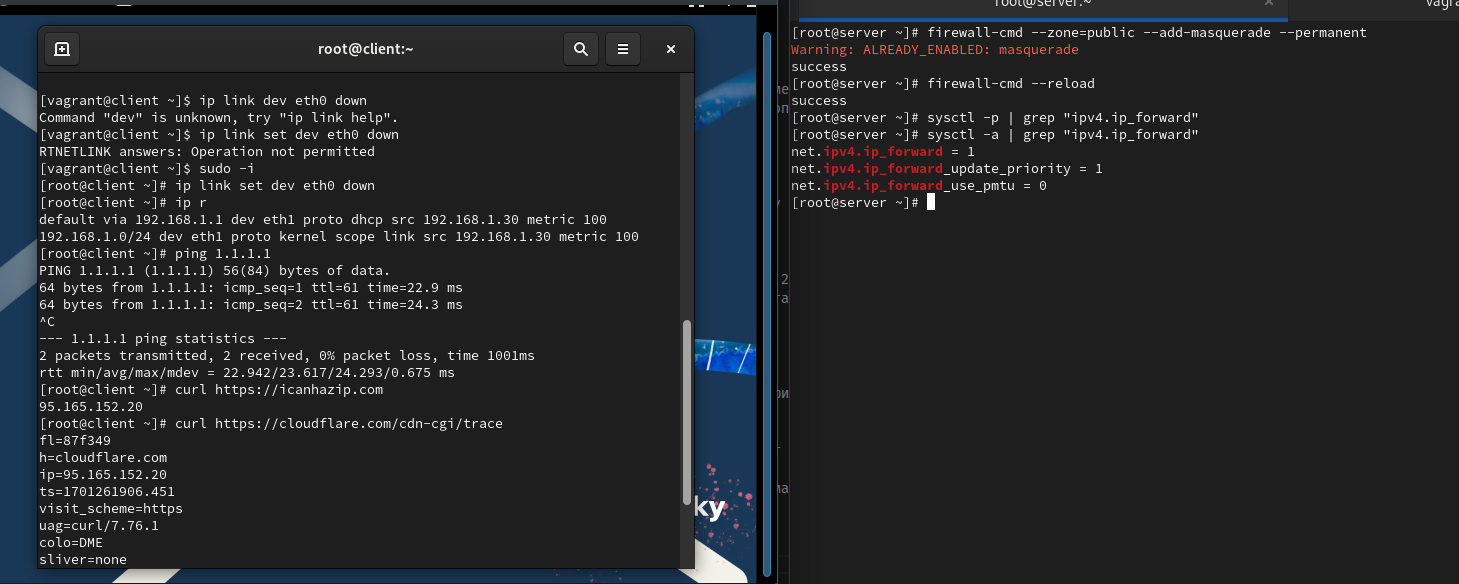 root@client:~
[vagrant@client ~]$ ip link dev eth0 down
Command "dev" is unknown, try "ip link help".
[vagrant@client ~]$ ip link set dev eth0 down
RTNETLINK answers: Operation not permitted
[vagrant@client ~]$ sudo -i
[root@client ~]# ip link set dev eth0 down
[root@client ~]# ip r
default via 192.168.1.1 dev eth1 proto dhcp src 192.168.1.30 metric 100
192.168.1.0/24 dev eth1 proto kernel scope link src 192.168.1.30 metric 100
[root@client ~]# ping 1.1.1.1
PING 1.1.1.1 (1.1.1.1) 56(84) bytes of data.
64 bytes from 1.1.1.1: icmp_seq=1 ttl=61 time=22.9 ms
64 bytes from 1.1.1.1: icmp_seq=2 ttl=61 time=24.3 ms
^C
--- 1.1.1.1 ping statistics ---
2 packets transmitted, 2 received, 0% packet loss, time 1001ms
rtt min/avg/max/mdev = 22.942/23.617/24.293/0.675 ms
[root@client ~]# curl https://icanhazip.com
95.165.152.20
[root@client ~]# curl https://cloudflare.com/cdn-cgi/trace
fl=87f349
h=cloudflare.com
ip=95.165.152.20
ts=1701261906.451
visit_scheme=https
uag=curl/7.76.1
colo=DME
sliver=none
ky
root@server:~
vagra
[root@server ~]# firewall-cmd --zone=public --add-masquerade --permanent
Warning: ALREADY_ENABLED: masquerade
success
[root@server ~]# firewall-cmd --reload
success
[root@server ~]# sysctl -p | grep "ipv4.ip_forward"
[root@server ~]# sysctl -a | grep "ipv4.ip_forward"
net.ipv4.ip_forward = 1
net.ipv4.ip_forward_update_priority = 1
net.ipv4.ip_forward_use_pmtu = 0
[root@server ~]#